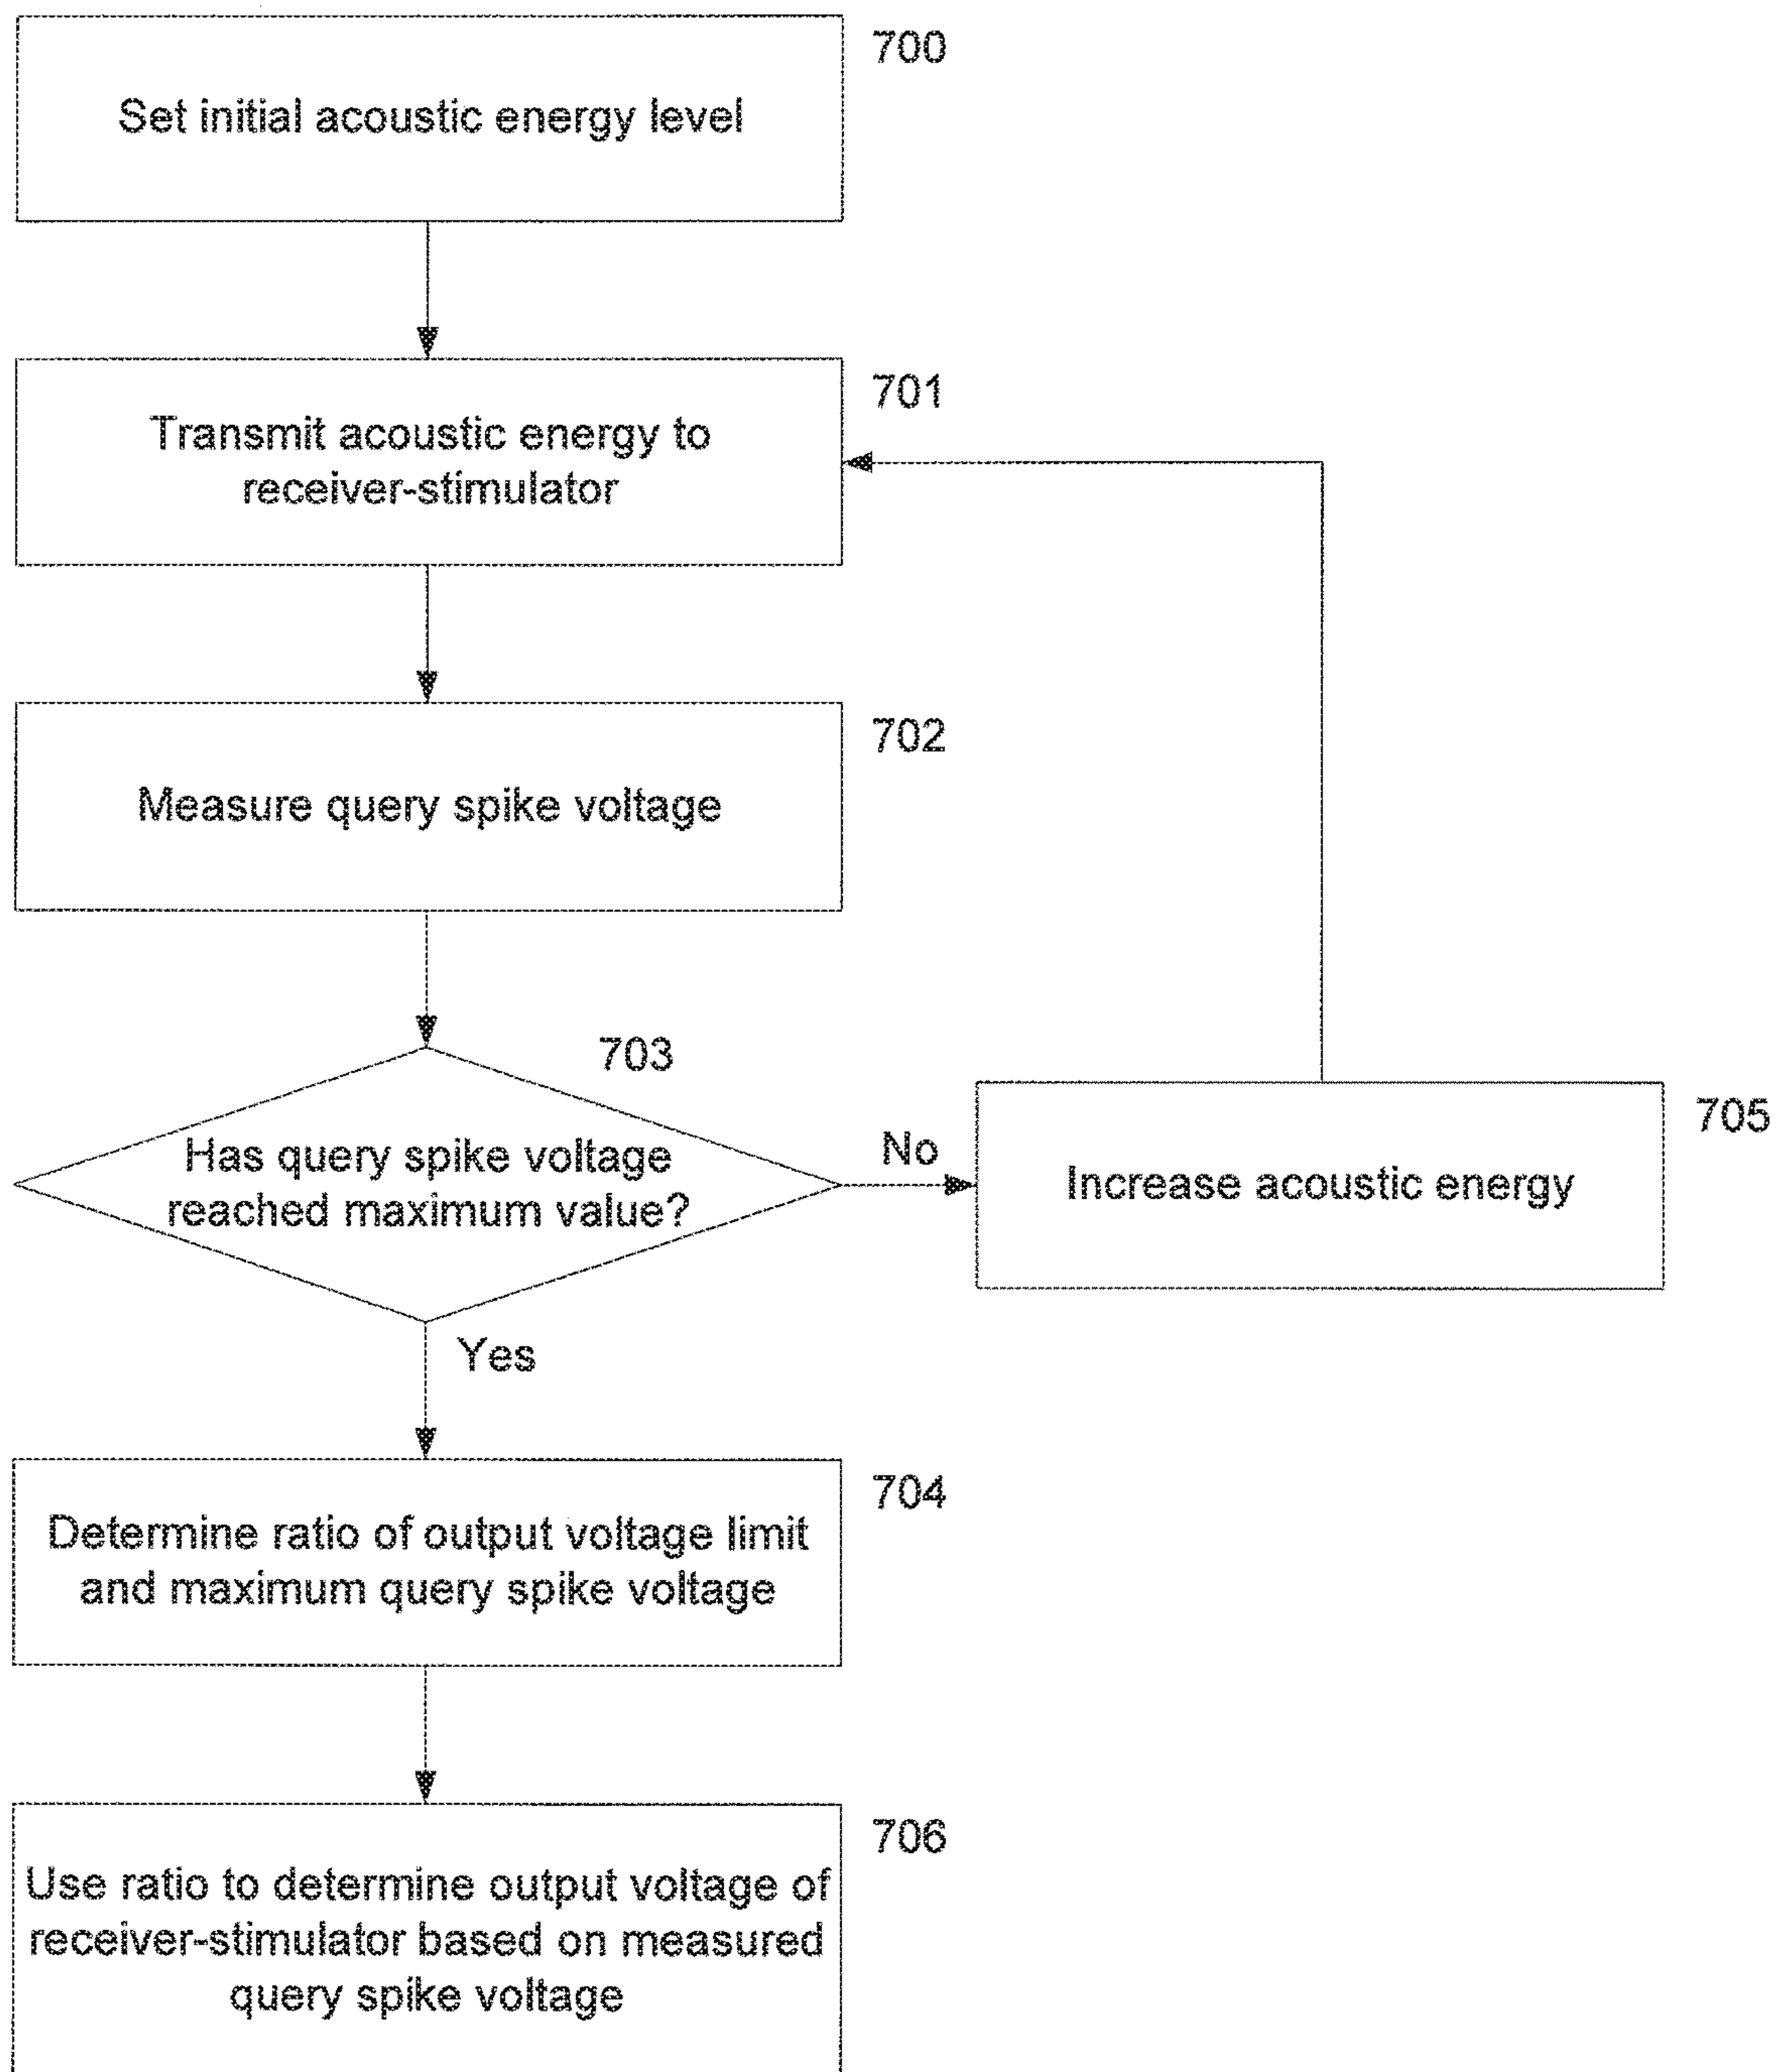 700
Set initial acoustic energy level
701
Transmit acoustic energy to
receiver-stimulator
702
Measure query spike voltage
703
Has query spike voltage
reached maximum value?
No
705
Increase acoustic energy
Yes
704
Determine ratio of output voltage limit
and maximum query spike voltage
706
Use ratio to determine output voltage of
receiver-stimulator based on measured
query spike voltage